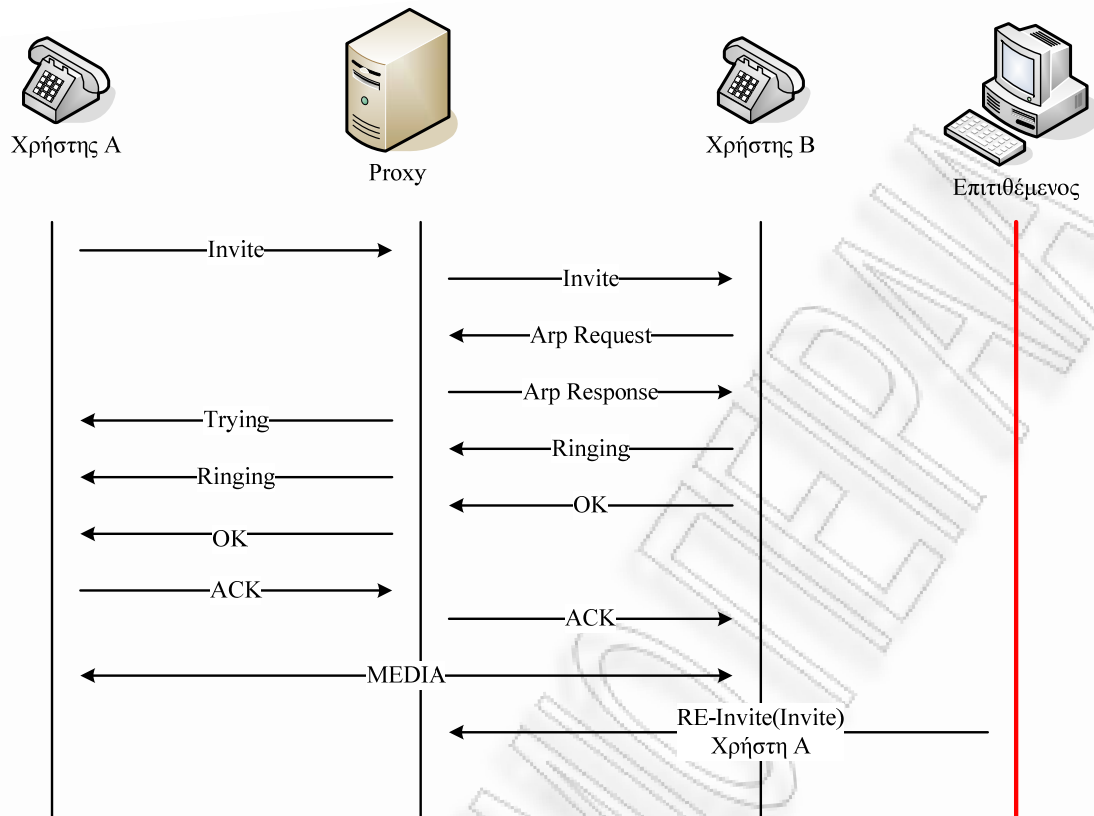 Χρήστης Α
Proxy
Χρήστης Β
Επιτιθέμενος
Invite
Invite
Arp Request
Arp Response
Trying
Ringing
Ringing
OK
OK
ACK
ACK
MEDIA
RE-Invite(Invite)
Χρήστη Α